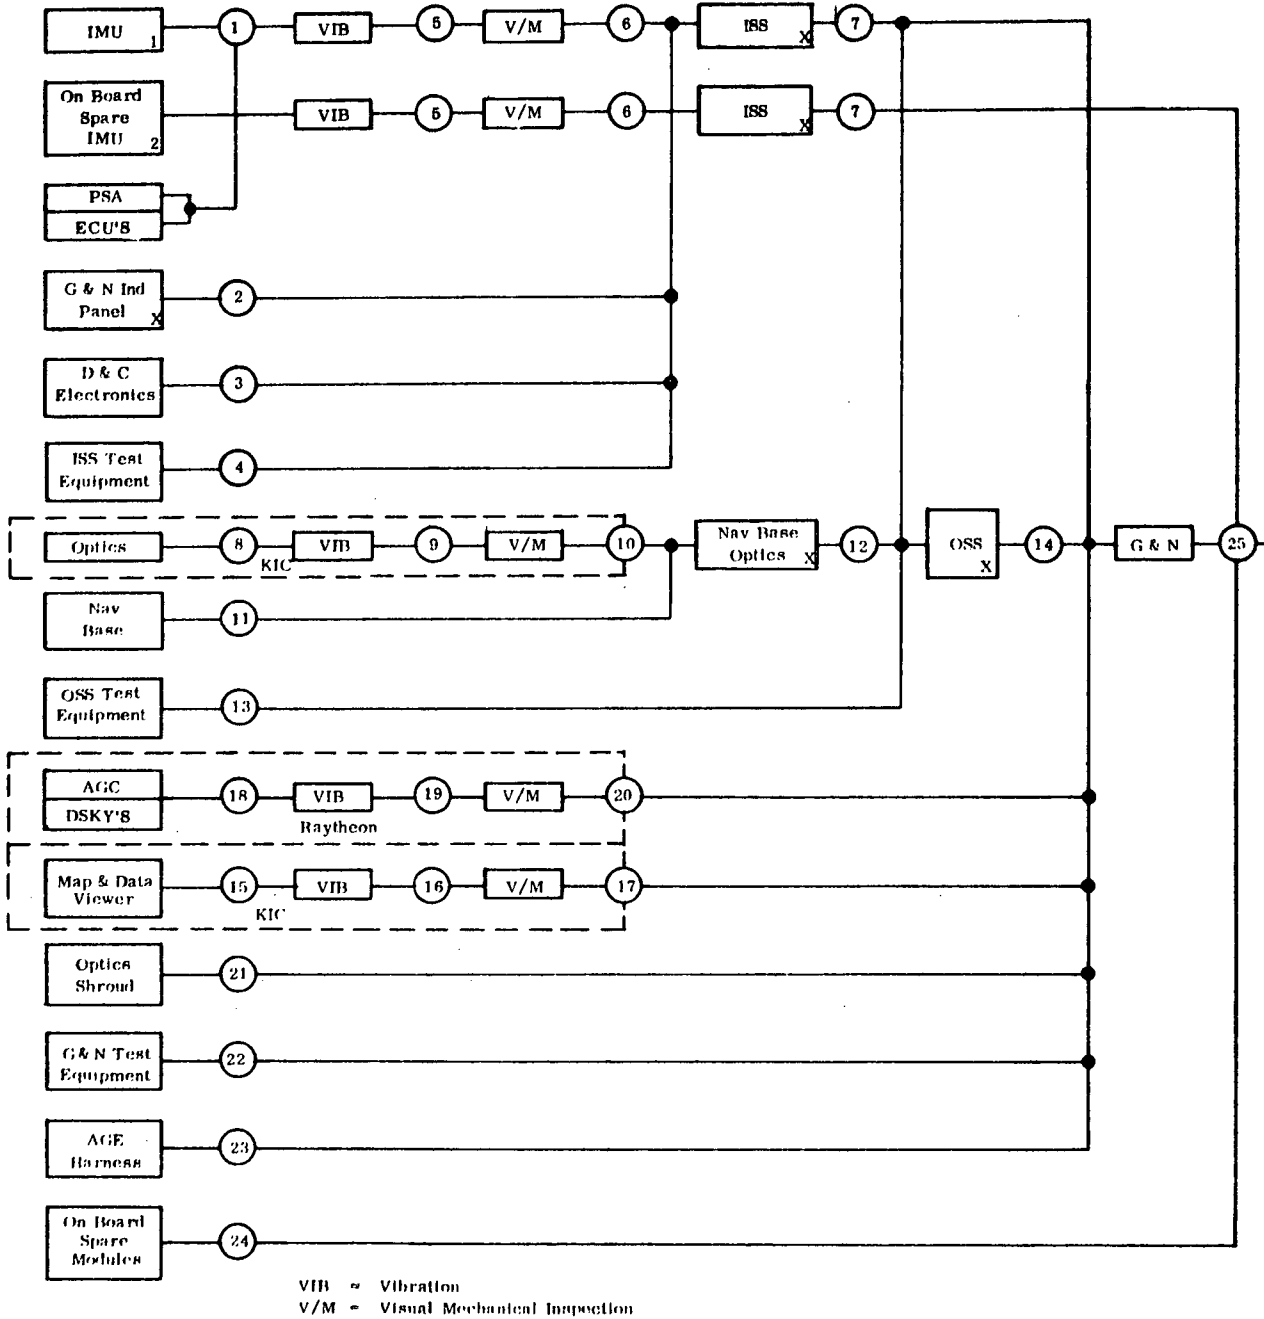 IMU 1
1
VIB
5
V/M
6
ISS X
7
On Board
Spare
IMU 2
VIB
5
V/M
6
ISS X
7
PSA
ECU'S
G & N Ind
Panel X
2
D & C
Electronics
3
ISS Test
Equipment
4
Optics
8
KIC
VIB
9
V/M
10
Nav Base
Optics X
12
OSS
X
14
G & N
25
Nav
Base
11
OSS Test
Equipment
13
AGC
DSKY'S
18
VIB
19
V/M
20
Raytheon
Map & Data
Viewer
15
KIC
VIB
16
V/M
17
Optics
Shroud
21
G & N Test
Equipment
22
AGE
Harness
23
On Board
Spare
Modules
24
VIB = Vibration
V/M = Visual Mechanical Inspection